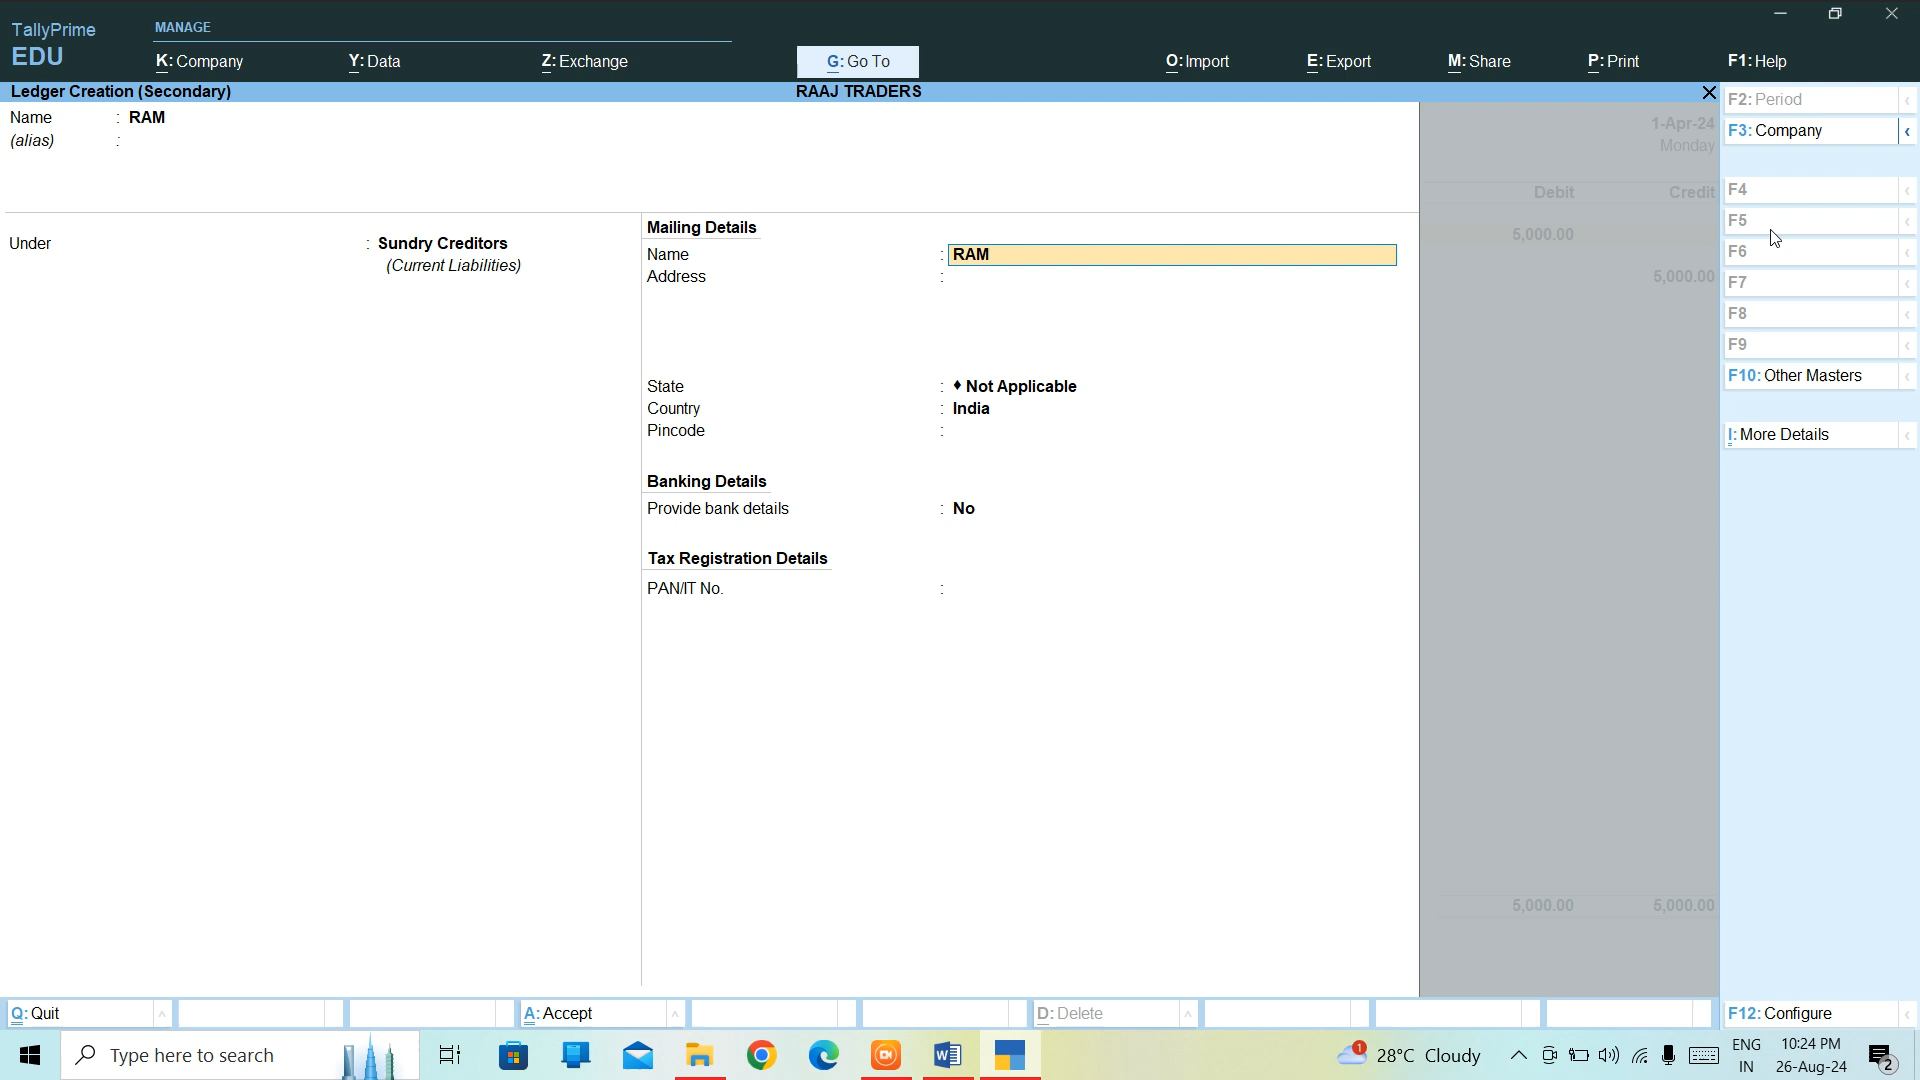 TallyPrime
EDU
MANAGE
K: Company
Y: Data
Z: Exchange
G: Go To
O: Import
E: Export
M: Share
P: Print
F1: Help
Ledger Creation (Secondary)
RAAJ TRADERS
Name : RAM
(alias) :
1-Apr-24
Monday
Debit Credit
5,000.00
5,000.00
5,000.00 5,000.00
Under : Sundry Creditors
(Current Liabilities)
Mailing Details
Name : RAM
Address :
State : ♦ Not Applicable
Country : India
Pincode :
Banking Details
Provide bank details : No
Tax Registration Details
PAN/IT No. :
F2: Period
F3: Company
F4
F5
F6
F7
F8
F9
F10: Other Masters
I: More Details
F12: Configure
Q: Quit
A: Accept
D: Delete
Type here to search
1
28°C Cloudy
ENG
IN
10:24 PM
26-Aug-24
2